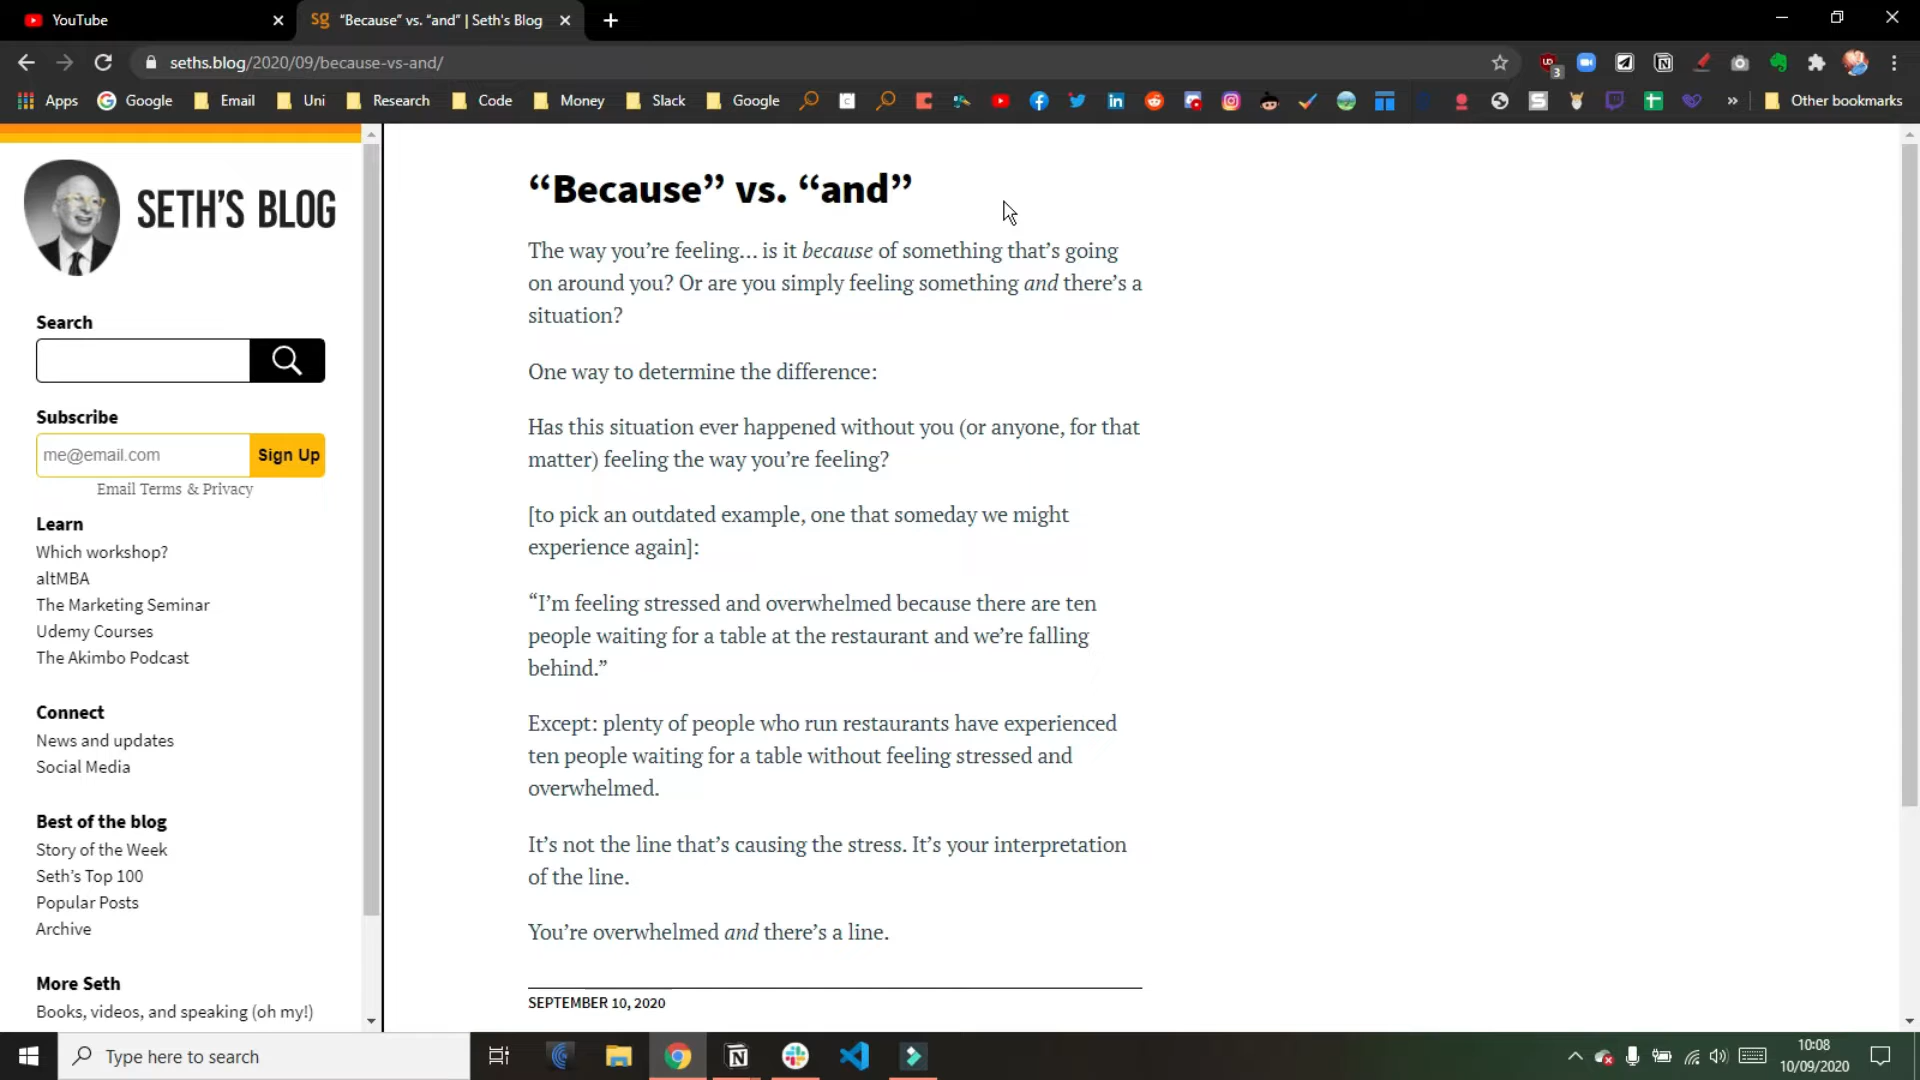 YouTube
“Because” vs. “and” | Seth's Blog
seths.blog/2020/09/because-vs-and/
3
Apps
Google
Email
Uni
Research
Code
Money
Slack
Google
Other bookmarks
SETH'S BLOG
Search
Subscribe
me@email.com
Sign Up
Email Terms & Privacy
Learn
Which workshop?
altMBA
The Marketing Seminar
Udemy Courses
The Akimbo Podcast
Connect
News and updates
Social Media
Best of the blog
Story of the Week
Seth’s Top 100
Popular Posts
Archive
More Seth
Books, videos, and speaking (oh my!)
“Because” vs. “and”
The way you’re feeling… is it because of something that’s going
on around you? Or are you simply feeling something and there’s a
situation?
One way to determine the difference:
Has this situation ever happened without you (or anyone, for that
matter) feeling the way you’re feeling?
[to pick an outdated example, one that someday we might
experience again]:
“I’m feeling stressed and overwhelmed because there are ten
people waiting for a table at the restaurant and we’re falling
behind.”
Except: plenty of people who run restaurants have experienced
ten people waiting for a table without feeling stressed and
overwhelmed.
It’s not the line that’s causing the stress. It’s your interpretation
of the line.
You’re overwhelmed and there’s a line.
SEPTEMBER 10, 2020
Type here to search
10:08
10/09/2020